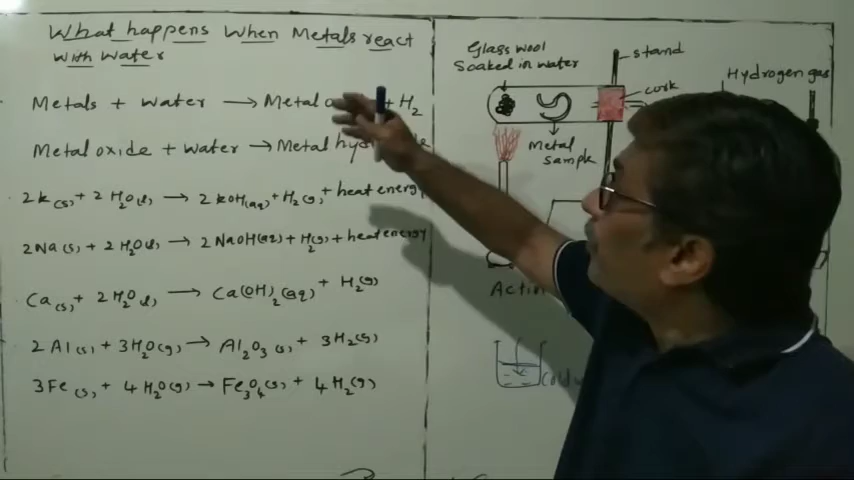 What happens When Metals react
With Water
Metals + Water → Metal + H₂
Metal oxide + Water → Metal
2K(s) + 2H₂O(l) → 2KOH(aq) + H₂(g) + heat energy
2Na(s) + 2H₂O(l) → 2NaOH(aq) + H₂(g) + heat energy
Ca(s) + 2H₂O(l) → Ca(OH)₂(aq) + H₂(g)
2Al(s) + 3H₂O(g) → Al₂O₃(s) + 3H₂(g)
3Fe(s) + 4H₂O(g) → Fe₃O₄(s) + 4H₂(g)
Glass wool
Soaked in water
stand
cork
Hydrogen gas
Metal
sample